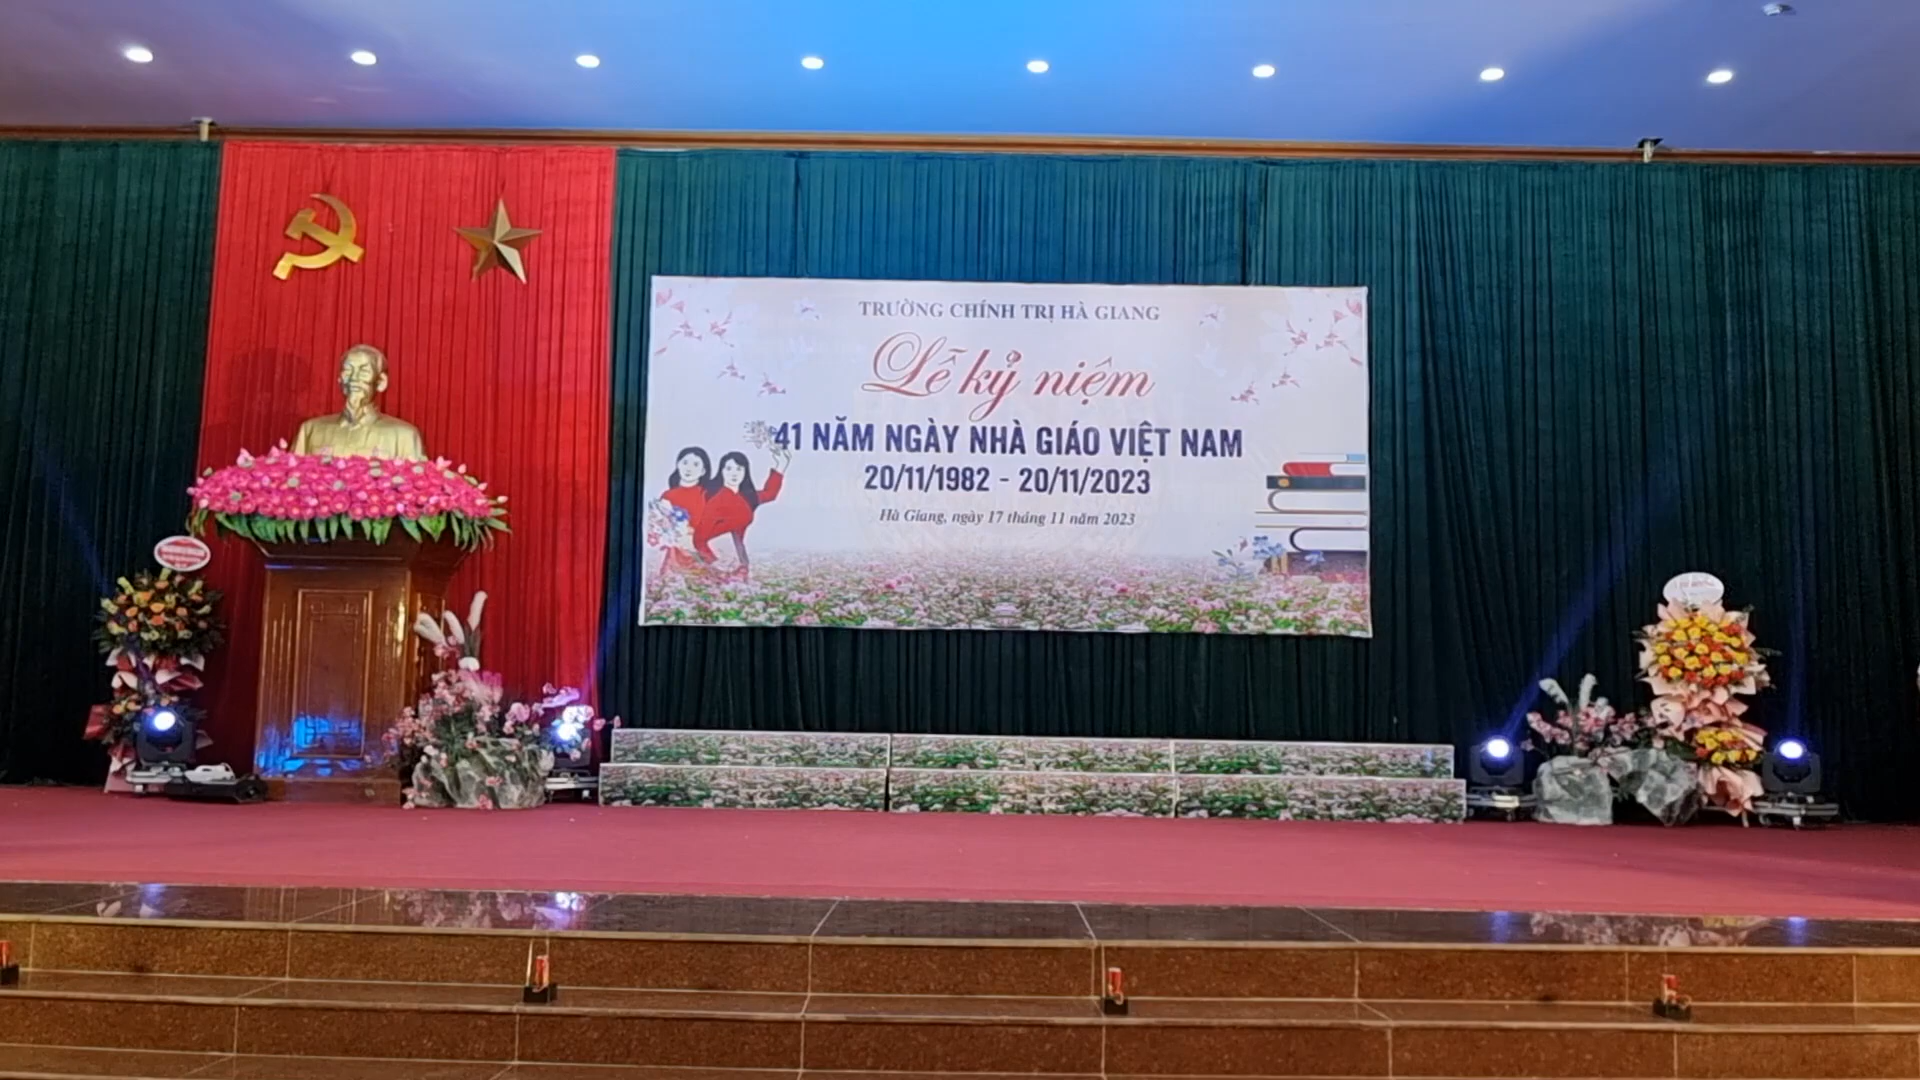 TRƯỜNG CHÍNH TRỊ HÀ GIANG
Lễ kỷ niệm
41 NĂM NGÀY NHÀ GIÁO VIỆT NAM
20/11/1982 - 20/11/2023
Hà Giang, ngày 17 tháng 11 năm 2023